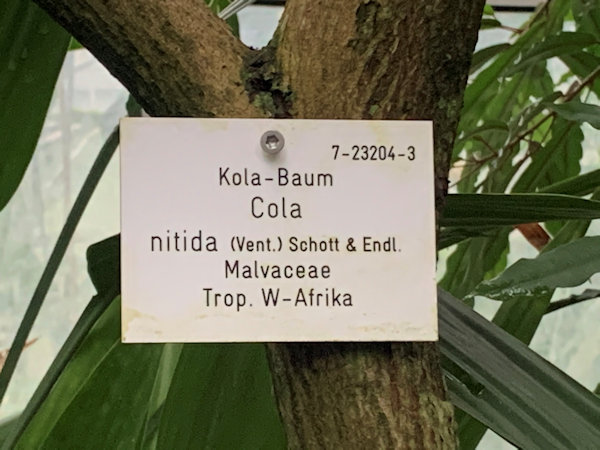 7-23204-3
Kola-Baum
Cola
nitida (Vent.) Schott & Endl.
Malvaceae
Trop. W-Afrika